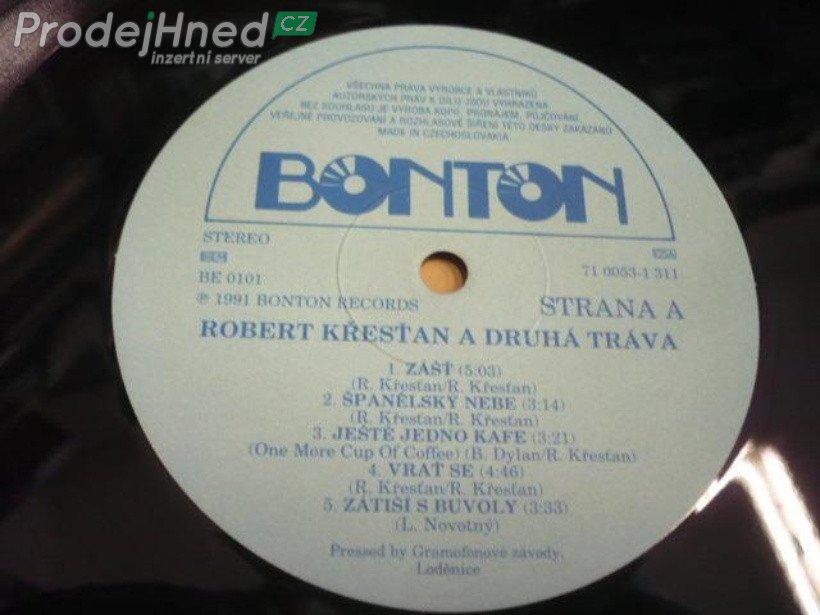 ProdejHned CZ
inzertní server
VŠECHNA PRÁVA VÝROBCE A VLASTNÍKŮ
AUTORSKÝCH PRÁV K DÍLU JSOU VYHRAZENA.
BEZ SOUHLASU JE VÝROBA KOPIÍ, PRONÁJEM, PŮJČOVÁNÍ,
VEŘEJNÉ PROVOZOVÁNÍ A ROZHLASOVÉ ŠÍŘENÍ TÉTO DESKY ZAKÁZÁNO
MADE IN CZECHOSLOVAKIA
BONTON
STEREO
BE 0101
71 0053-1 311
℗ 1991 BONTON RECORDS
STRANA A
ROBERT KŘESŤAN A DRUHÁ TRÁVA
1. ZÁŠŤ (5:03)
(R. Křesťan/R. Křesťan)
2. ŠPANĚLSKÝ NEBE (3:14)
(R. Křesťan/R. Křesťan)
3. JEŠTĚ JEDNO KAFE (3:21)
(One More Cup Of Coffee) (B. Dylan/R. Křesťan)
4. VRAŤ SE (4:46)
(R. Křesťan/R. Křesťan)
5. ZÁTIŠÍ S BŮVOLY (3:33)
(L. Novotný)
Pressed by Gramofonové závody,
Loděnice